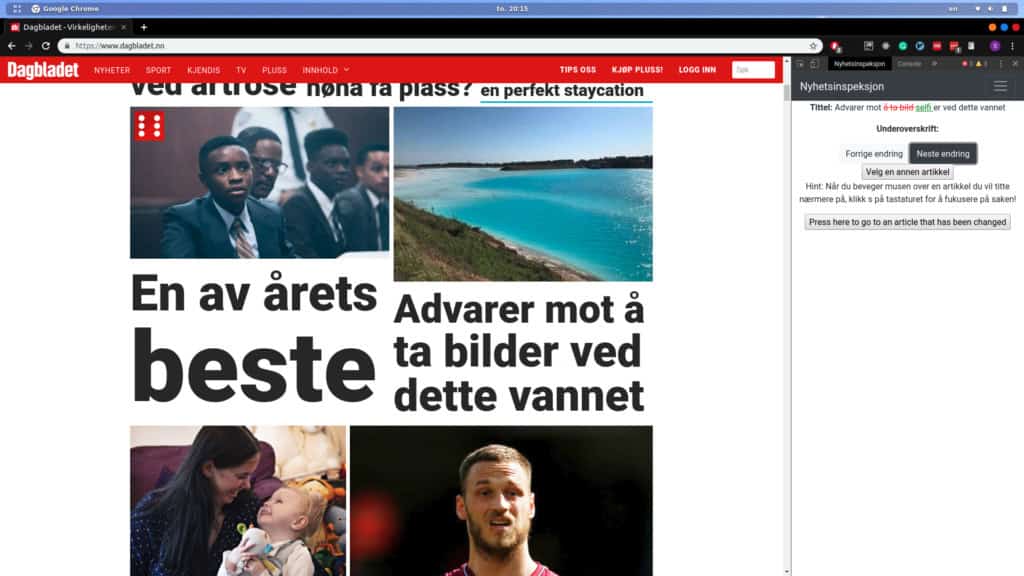 Google Chrome
to. 20:15
en
Dagbladet - Virkelighete
https://www.dagbladet.no
Dagbladet
NYHETER SPORT KJENDIS TV PLUSS INNHOLD
TIPS OSS KJØP PLUSS! LOGG INN Søk
ved artrose
høna få plass?
en perfekt staycation
En av årets
beste
Advarer mot å
ta bilder ved
dette vannet
Nyhetsinspeksjon Console » 3 3
Nyhetsinspeksjon
Tittel: Advarer mot å ta bild selfi er ved dette vannet
Underoverskrift:
Forrige endring Neste endring
Velg en annen artikkel
Hint: Når du beveger musen over en artikkel du vil titte
nærmere på, klikk s på tastaturet for å fukusere på saken!
Press here to go to an article that has been changed